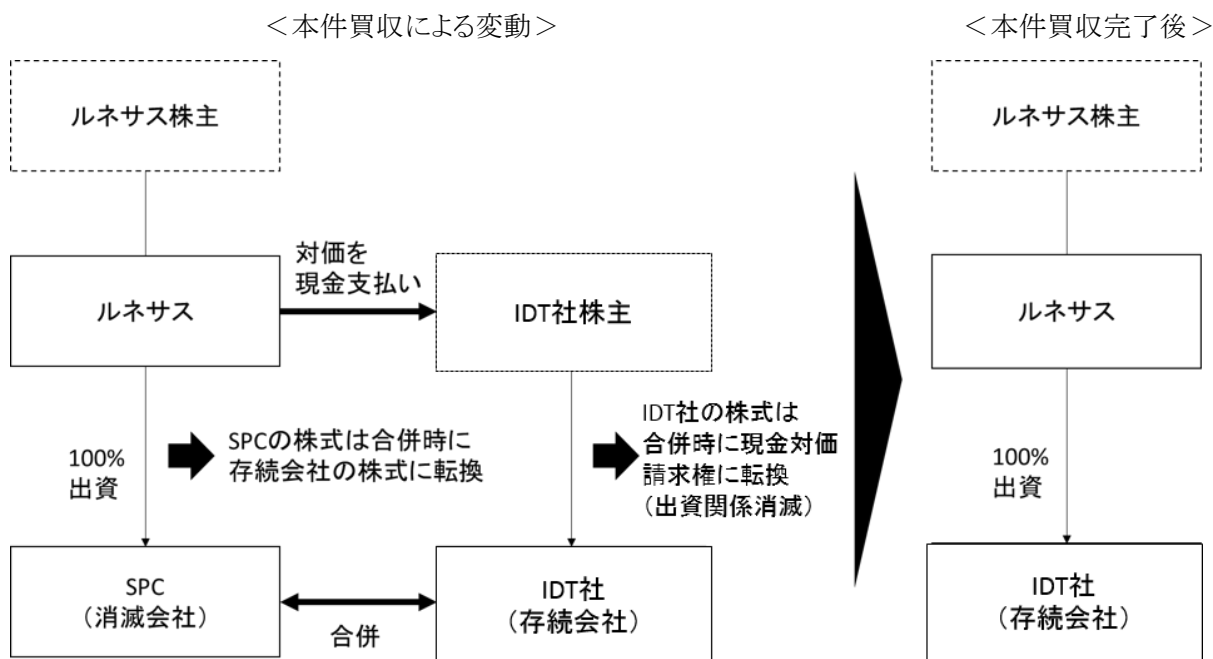 ＜本件買収による変動＞
＜本件買収完了後＞
ルネサス株主
ルネサス
対価を
現金支払い
IDT社株主
100%
出資
SPCの株式は合併時に
存続会社の株式に転換
IDT社の株式は
合併時に現金対価
請求権に転換
（出資関係消滅）
SPC
（消滅会社）
合併
IDT社
（存続会社）
ルネサス株主
ルネサス
100%
出資
IDT社
（存続会社）